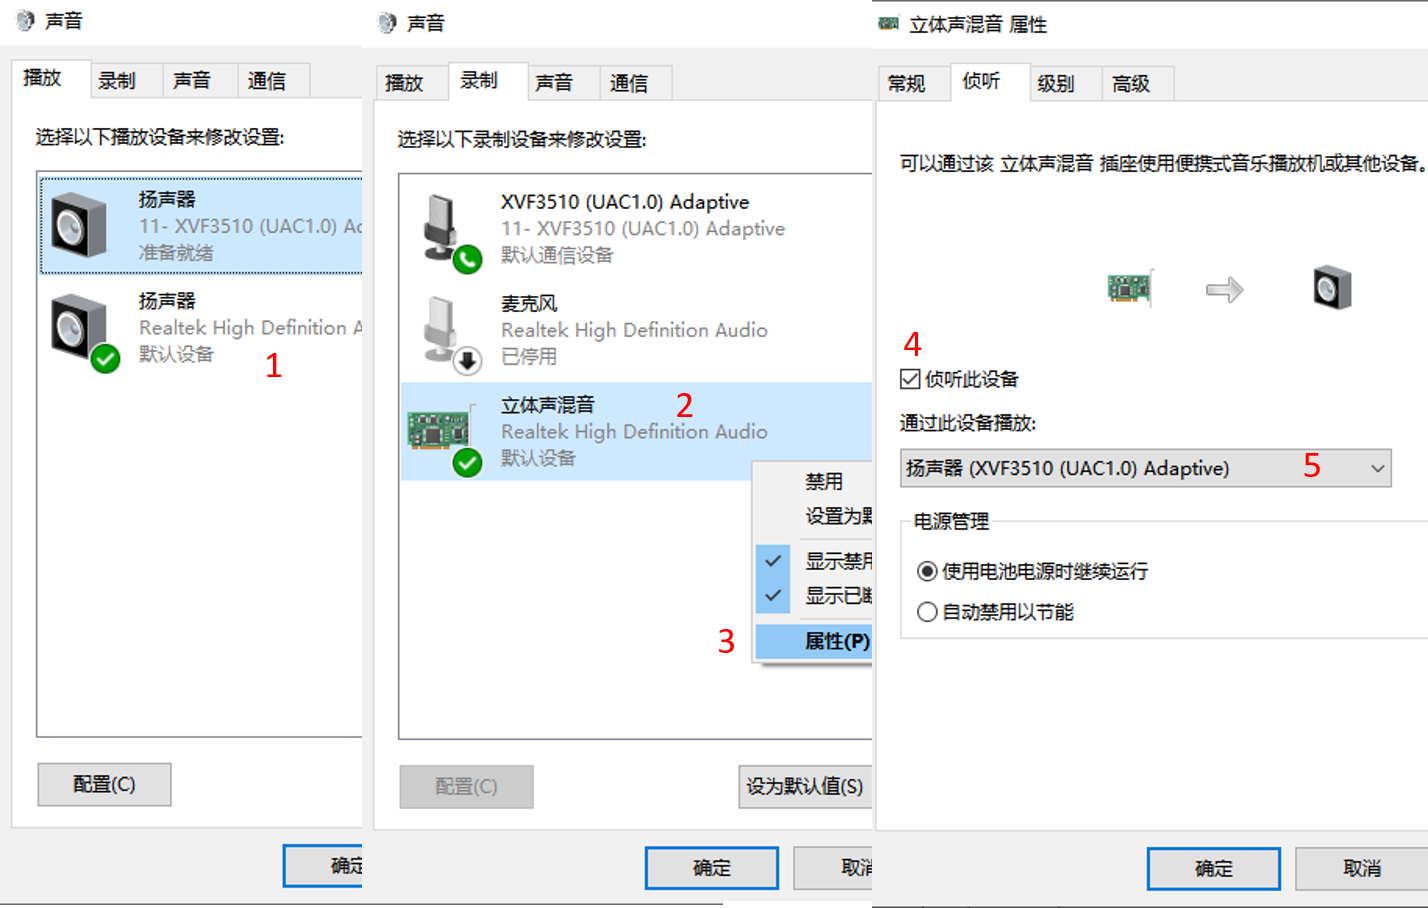 声音
播放 录制 声音 通信
选择以下播放设备来修改设置:
扬声器
11- XVF3510 (UAC1.0) Ad
准备就绪
扬声器
Realtek High Definition A
默认设备
1
配置(C)
确定
声音
播放 录制 声音 通信
选择以下录制设备来修改设置:
XVF3510 (UAC1.0) Adaptive
11- XVF3510 (UAC1.0) Adaptive
默认通信设备
麦克风
Realtek High Definition Audio
已停用
立体声混音
2
Realtek High Definition Audio
默认设备
禁用
设置为默
显示禁用
显示已断
3
属性(P)
配置(C) 设为默认值(S)
确定 取消
立体声混音 属性
常规 侦听 级别 高级
可以通过该 立体声混音 插座使用便携式音乐播放机或其他设备。
4
侦听此设备
通过此设备播放:
扬声器 (XVF3510 (UAC1.0) Adaptive) 5
电源管理
使用电池电源时继续运行
自动禁用以节能
确定 取消